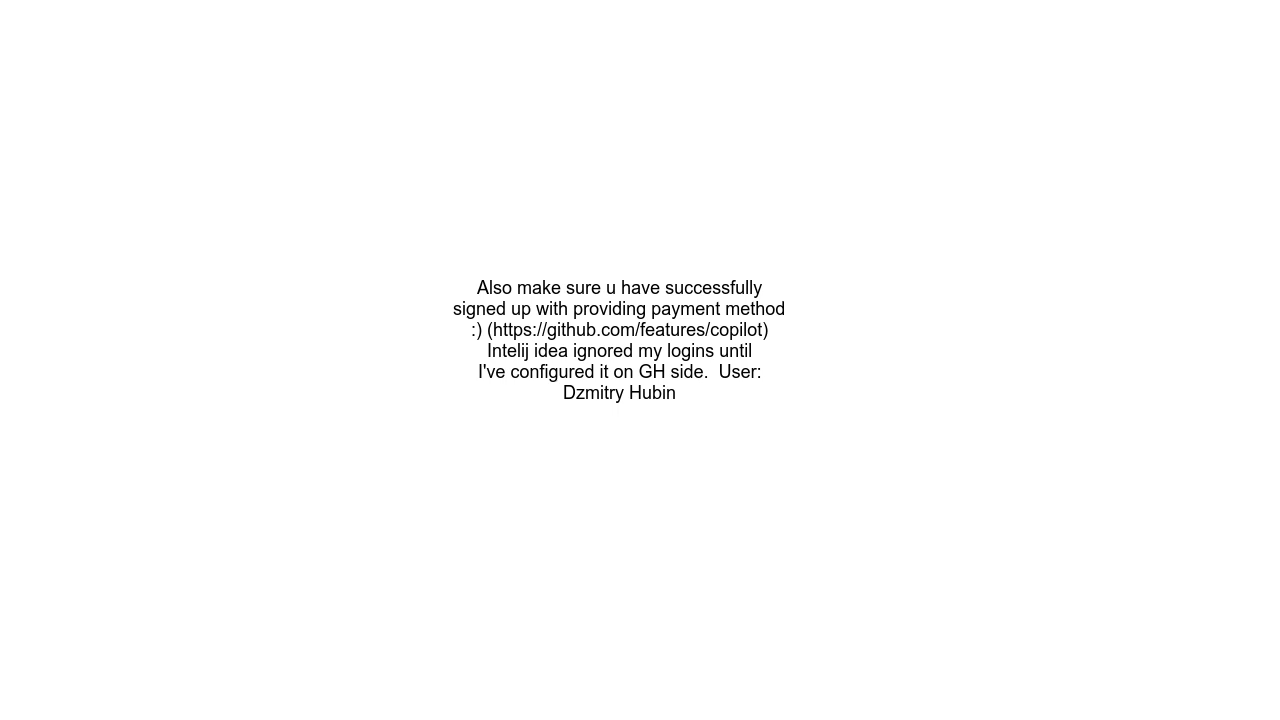 Also make sure u have successfully
signed up with providing payment method
:) (https://github.com/features/copilot)
Intelij idea ignored my logins until
I've configured it on GH side.  User:
Dzmitry Hubin